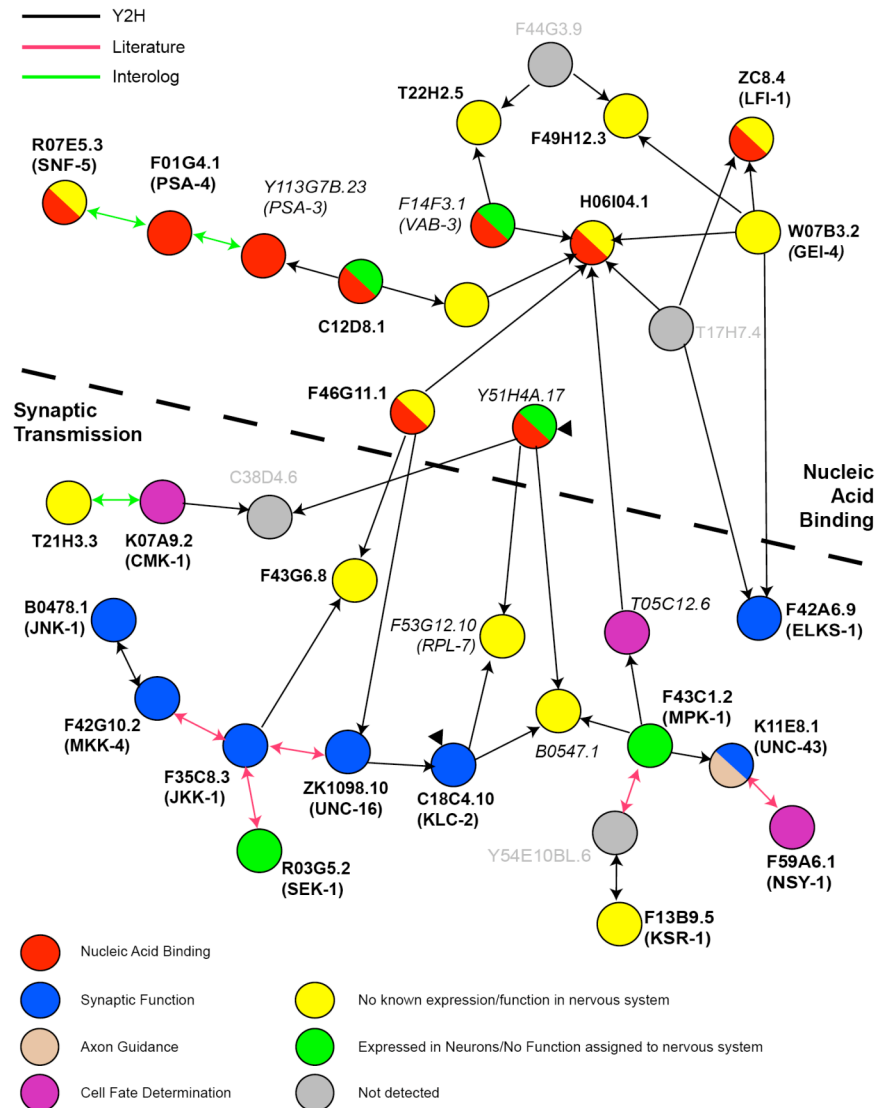 Y2H
Literature
Interolog
F44G3.9
T22H2.5
F49H12.3
ZC8.4
(LFI-1)
R07E5.3
(SNF-5)
F01G4.1
(PSA-4)
Y113G7B.23
(PSA-3)
F14F3.1
(VAB-3)
H06I04.1
W07B3.2
(GEI-4)
C12D8.1
T17H7.4
F46G11.1
Y51H4A.17
Synaptic
Transmission
Nucleic
Acid
Binding
C38D4.6
T21H3.3
K07A9.2
(CMK-1)
F43G6.8
B0478.1
(JNK-1)
F53G12.10
(RPL-7)
T05C12.6
F42A6.9
(ELKS-1)
F42G10.2
(MKK-4)
F35C8.3
(JKK-1)
ZK1098.10
(UNC-16)
C18C4.10
(KLC-2)
B0547.1
F43C1.2
(MPK-1)
K11E8.1
(UNC-43)
R03G5.2
(SEK-1)
Y54E10BL.6
F59A6.1
(NSY-1)
F13B9.5
(KSR-1)
Nucleic Acid Binding
Synaptic Function
No known expression/function in nervous system
Axon Guidance
Expressed in Neurons/No Function assigned to nervous system
Cell Fate Determination
Not detected